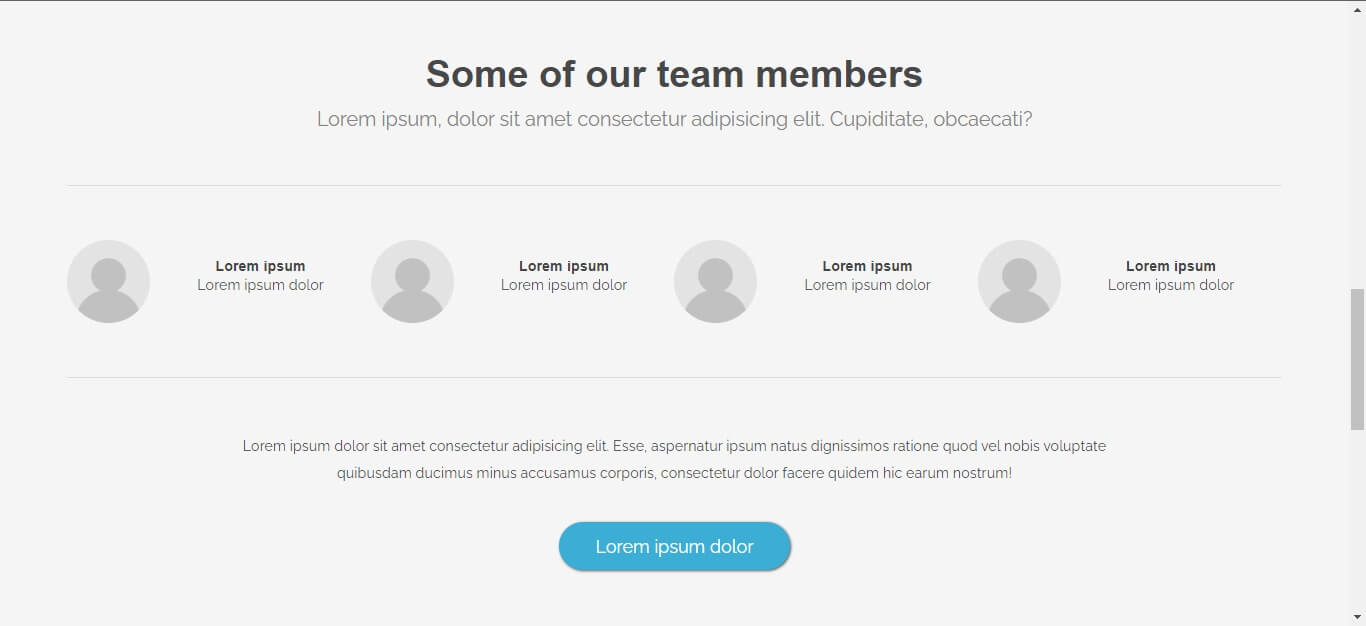 Some of our team members
Lorem ipsum, dolor sit amet consectetur adipisicing elit. Cupiditate, obcaecati?
Lorem ipsum
Lorem ipsum dolor
Lorem ipsum
Lorem ipsum dolor
Lorem ipsum
Lorem ipsum dolor
Lorem ipsum
Lorem ipsum dolor
Lorem ipsum dolor sit amet consectetur adipisicing elit. Esse, aspernatur ipsum natus dignissimos ratione quod vel nobis voluptate
quibusdam ducimus minus accusamus corporis, consectetur dolor facere quidem hic earum nostrum!
Lorem ipsum dolor